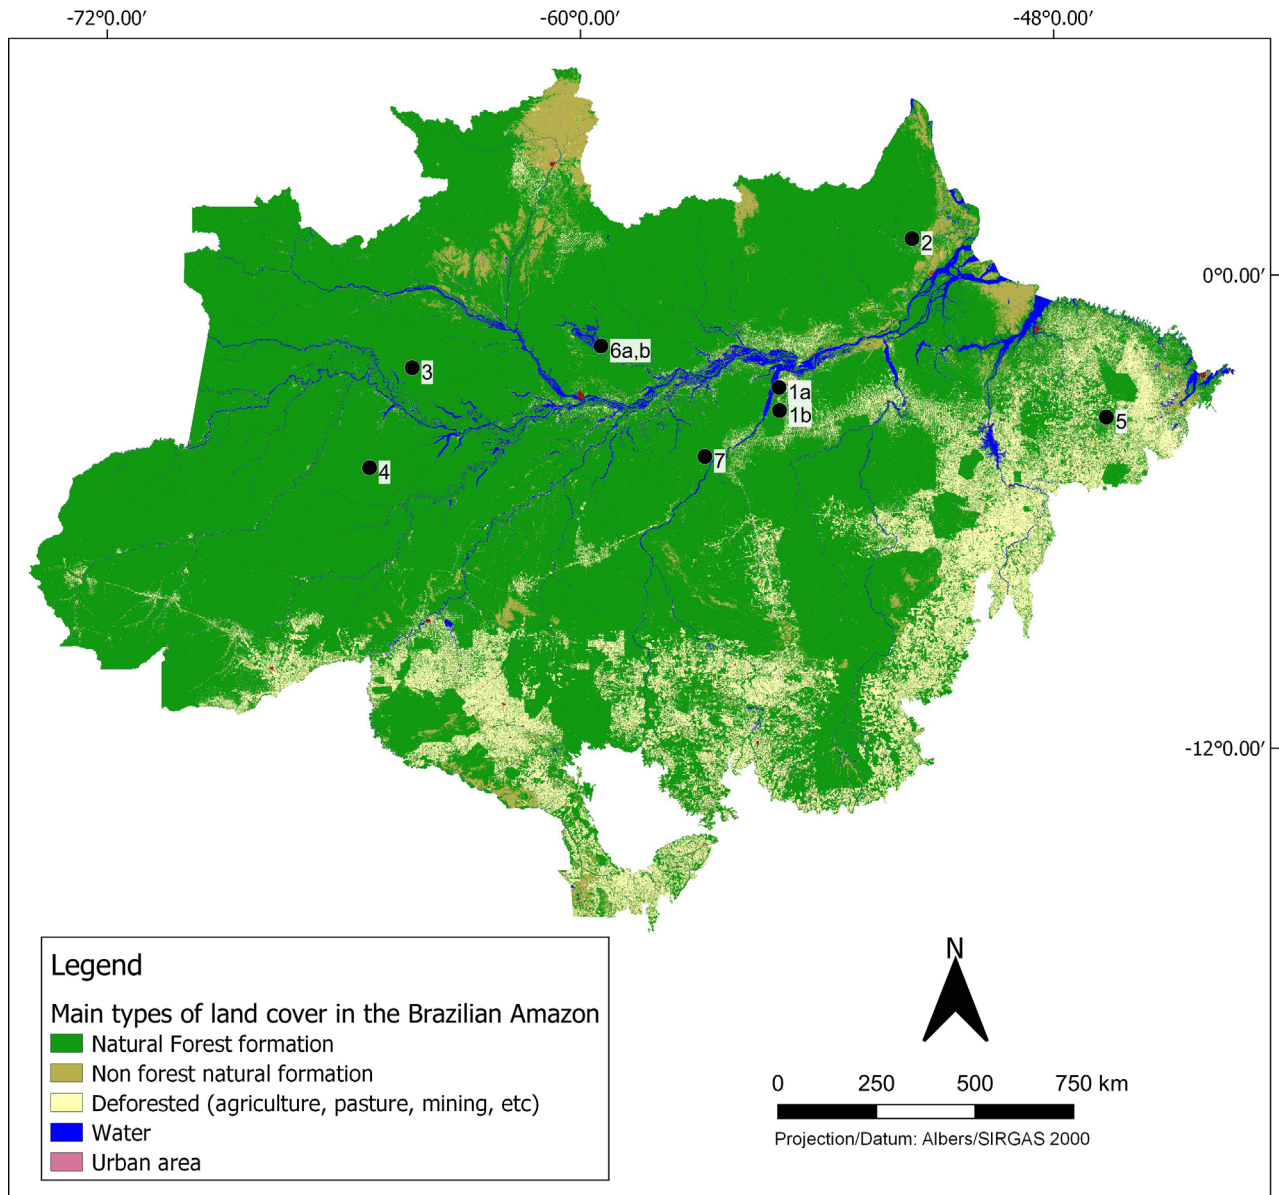 -72°0.00′ -60°0.00′ -48°0.00′
2
0°0.00′
6a,b
3
1a
1b
5
7
4
-12°0.00′
Legend
Main types of land cover in the Brazilian Amazon
Natural Forest formation
Non forest natural formation
Deforested (agriculture, pasture, mining, etc)
Water
Urban area
N
0 250 500 750 km
Projection/Datum: Albers/SIRGAS 2000